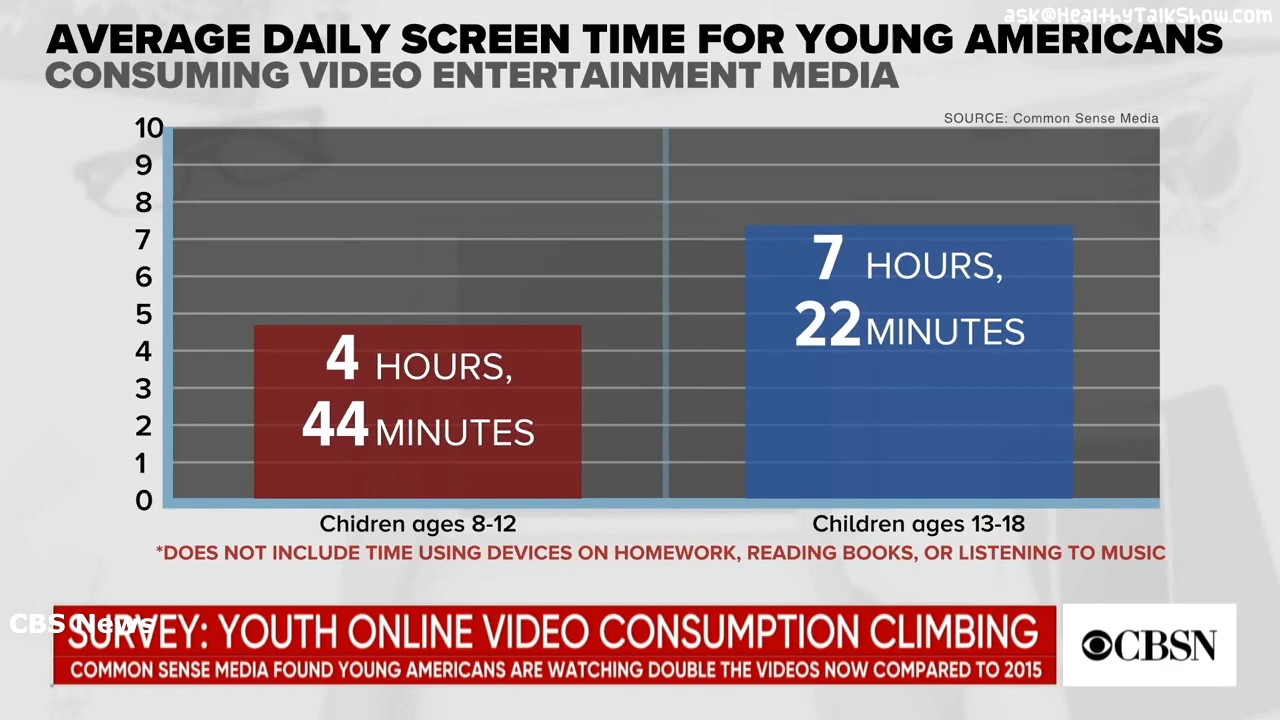 ask@HealthyTalkShow.com
AVERAGE DAILY SCREEN TIME FOR YOUNG AMERICANS
CONSUMING VIDEO ENTERTAINMENT MEDIA
SOURCE: Common Sense Media
10
9
8
7
6
5
4
3
2
1
0
4 HOURS,
44 MINUTES
7 HOURS,
22 MINUTES
Chidren ages 8-12
Children ages 13-18
*DOES NOT INCLUDE TIME USING DEVICES ON HOMEWORK, READING BOOKS, OR LISTENING TO MUSIC
CBS News
SURVEY: YOUTH ONLINE VIDEO CONSUMPTION CLIMBING
COMMON SENSE MEDIA FOUND YOUNG AMERICANS ARE WATCHING DOUBLE THE VIDEOS NOW COMPARED TO 2015
CBSN